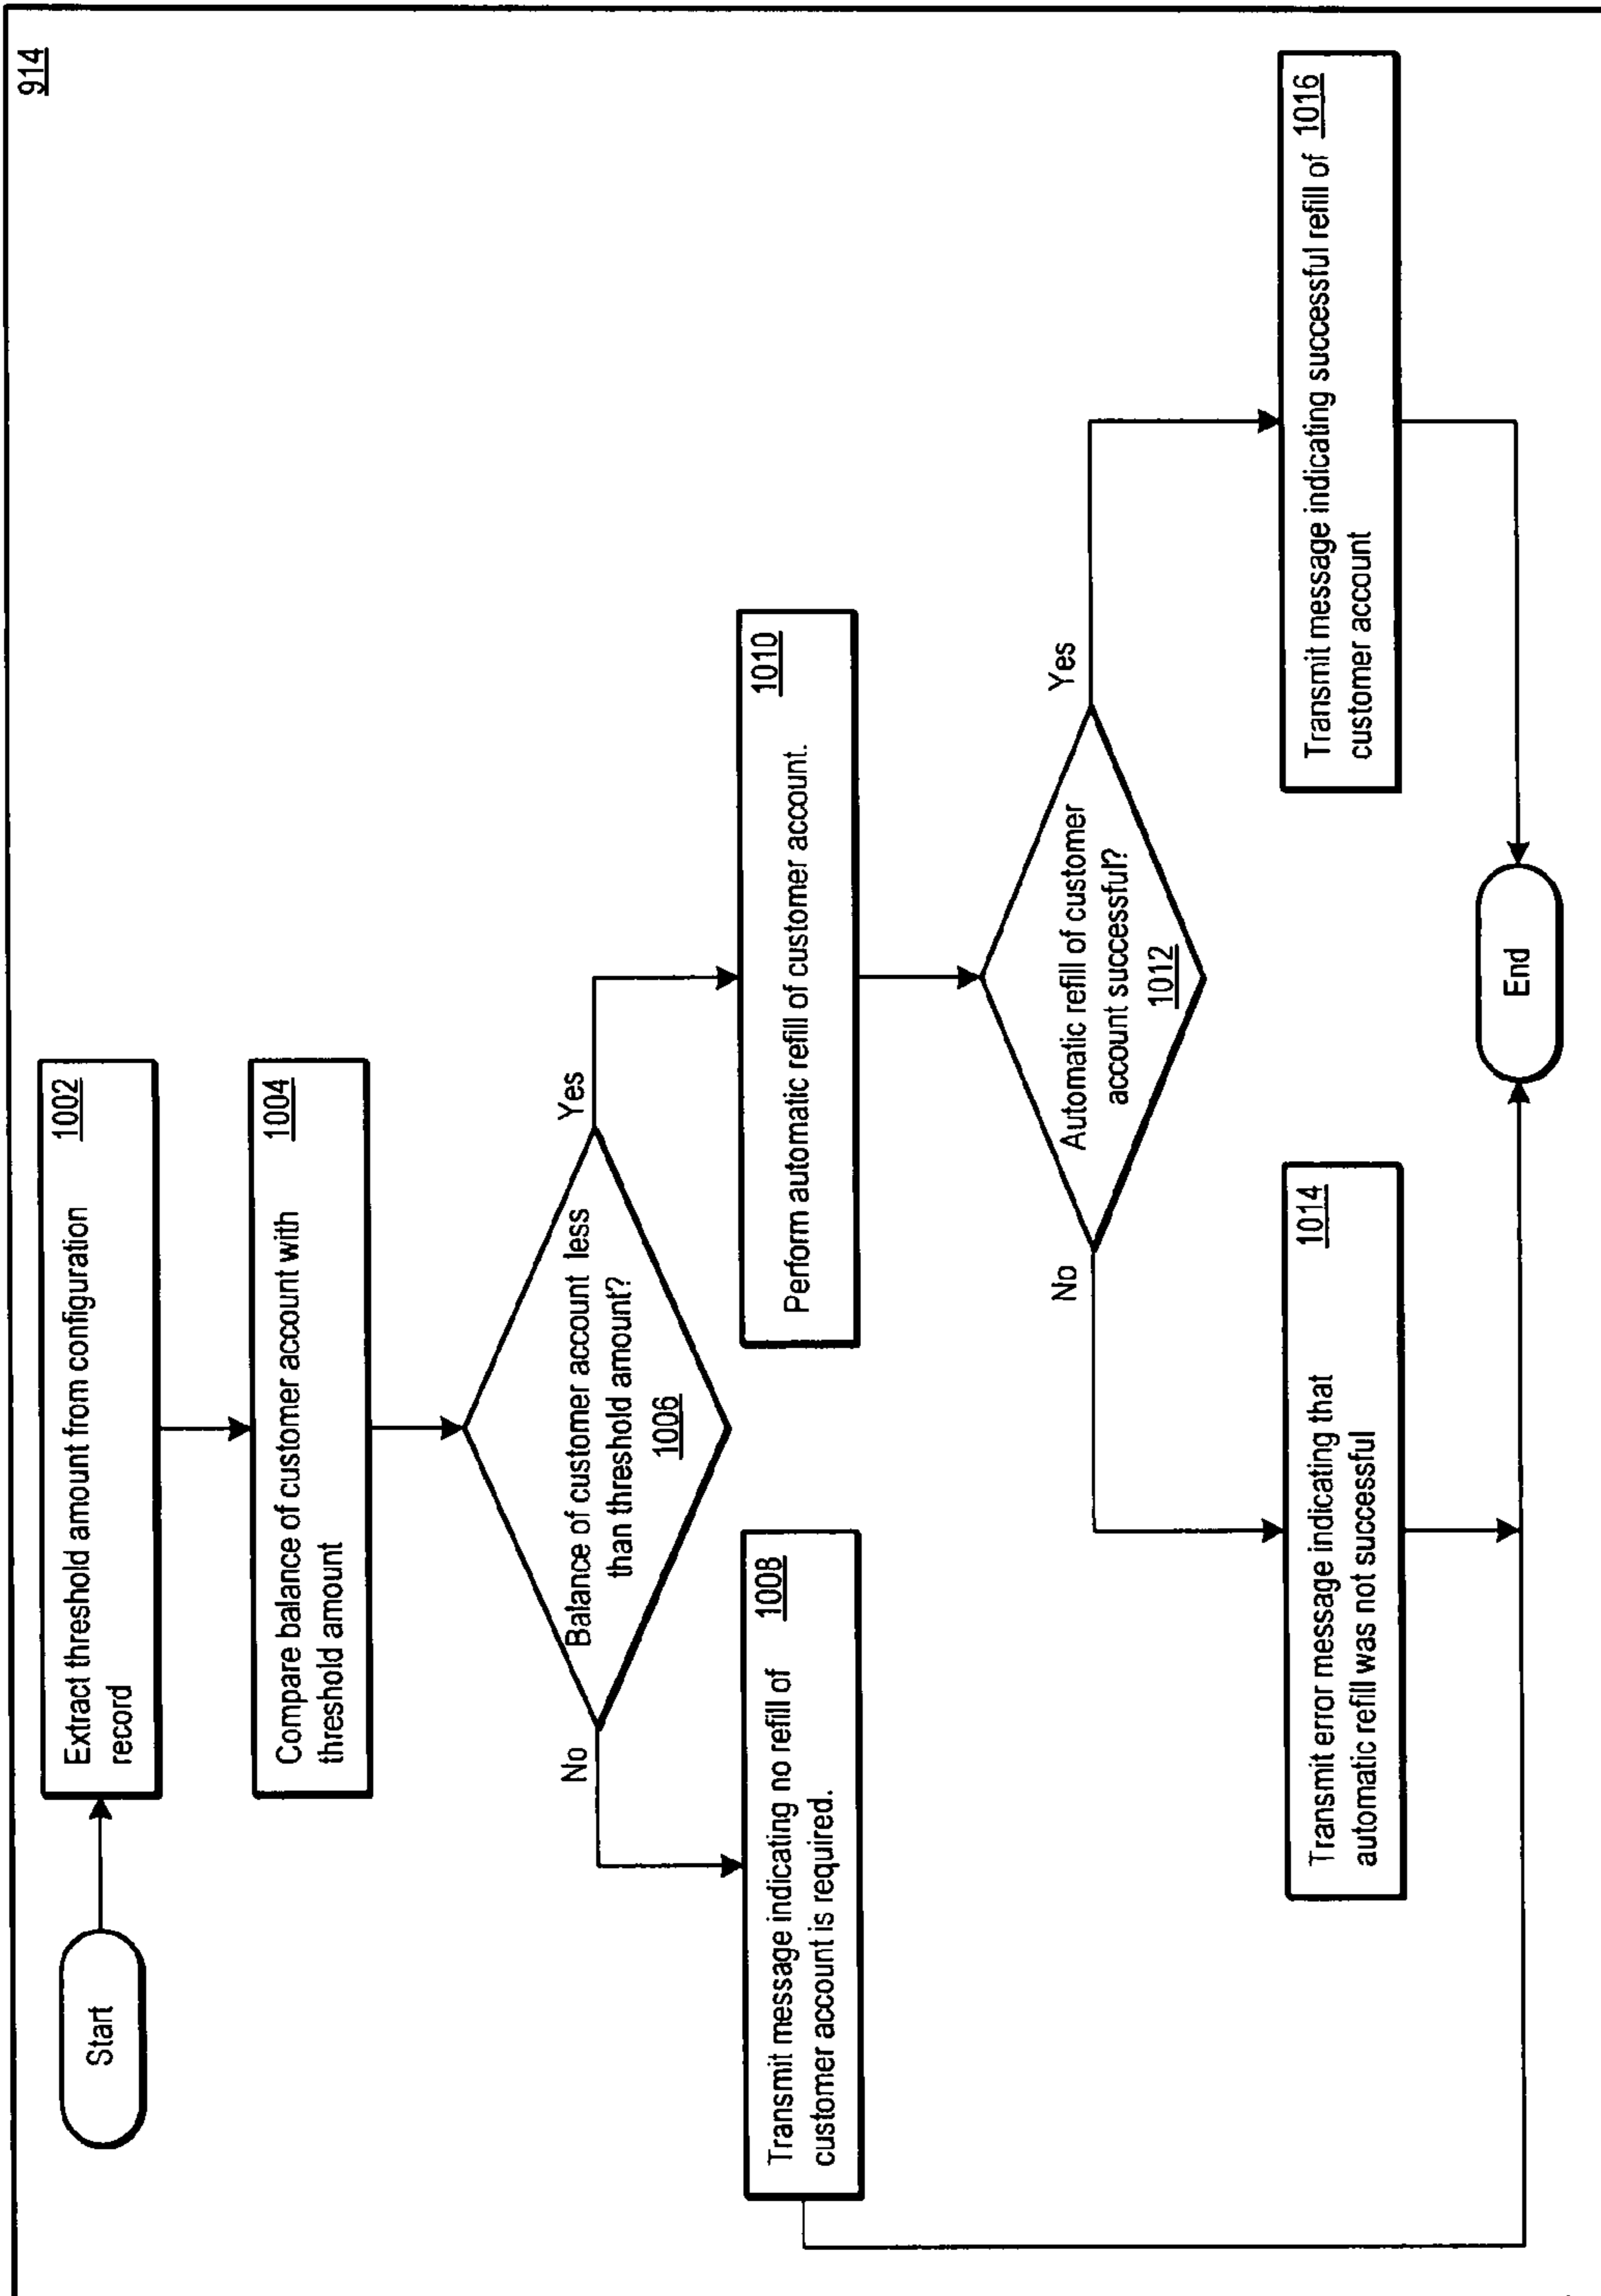 914
Start
Extract threshold amount from configuration
record
1002
Compare balance of customer account with
threshold amount
1004
Balance of customer account less
than threshold amount?
1006
No
Yes
Transmit message indicating no refill of
customer account is required.
1008
1010
Perform automatic refill of customer account.
Automatic refill of customer
account successful?
1012
No
Yes
1014
Transmit error message indicating that
automatic refill was not successful
Transmit message indicating successful refill of
customer account
1016
End